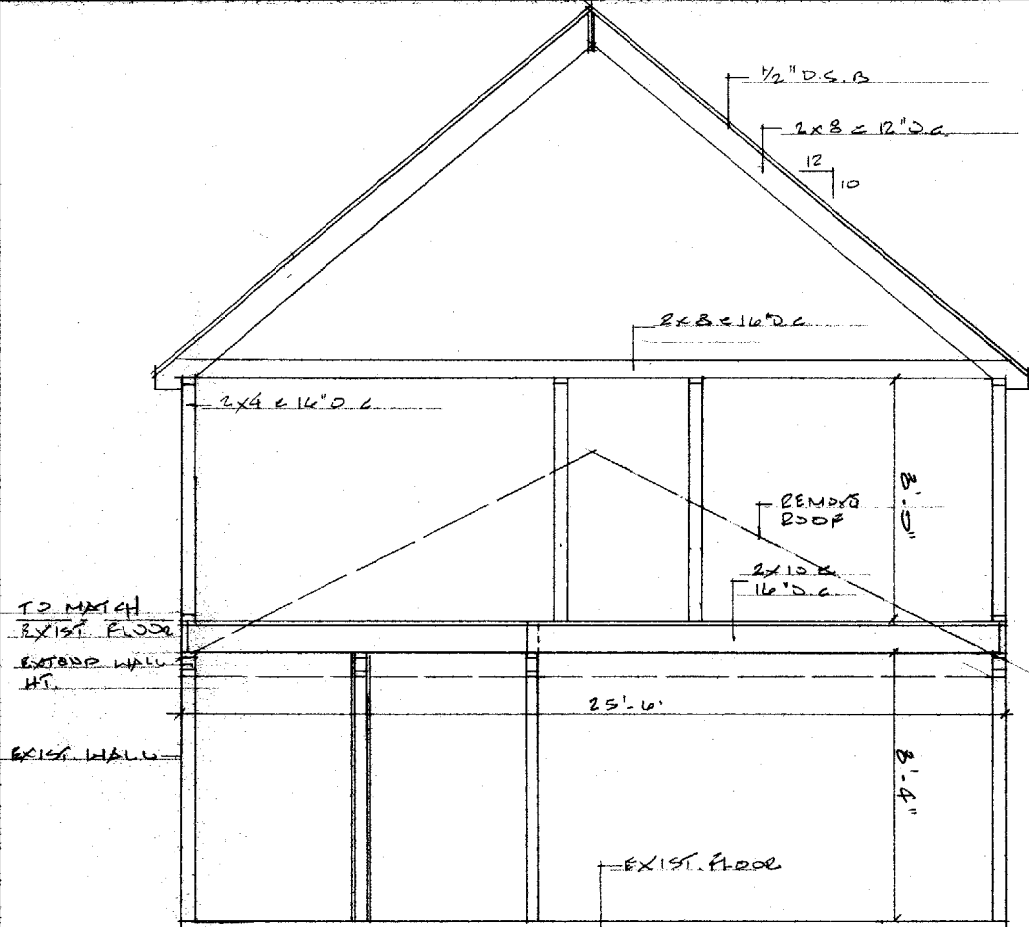 1/2" O.S.B
2x8 @ 12" O.C.
12
10
2x8 @ 16" O.C
2x4 @ 16" O.C
8'-0"
REMOVE
ROOF
2x10 @
16" O.C
TO MATCH
EXIST FLOOR
EXTEND WALL
HT.
25'-6"
EXIST. WALL
8'-4"
EXIST. FLOOR